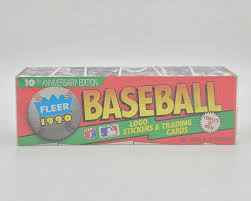 10TH ANNIVERSARY EDITION
FLEER
1990
BASEBALL
LOGO
STICKERS & TRADING
CARDS